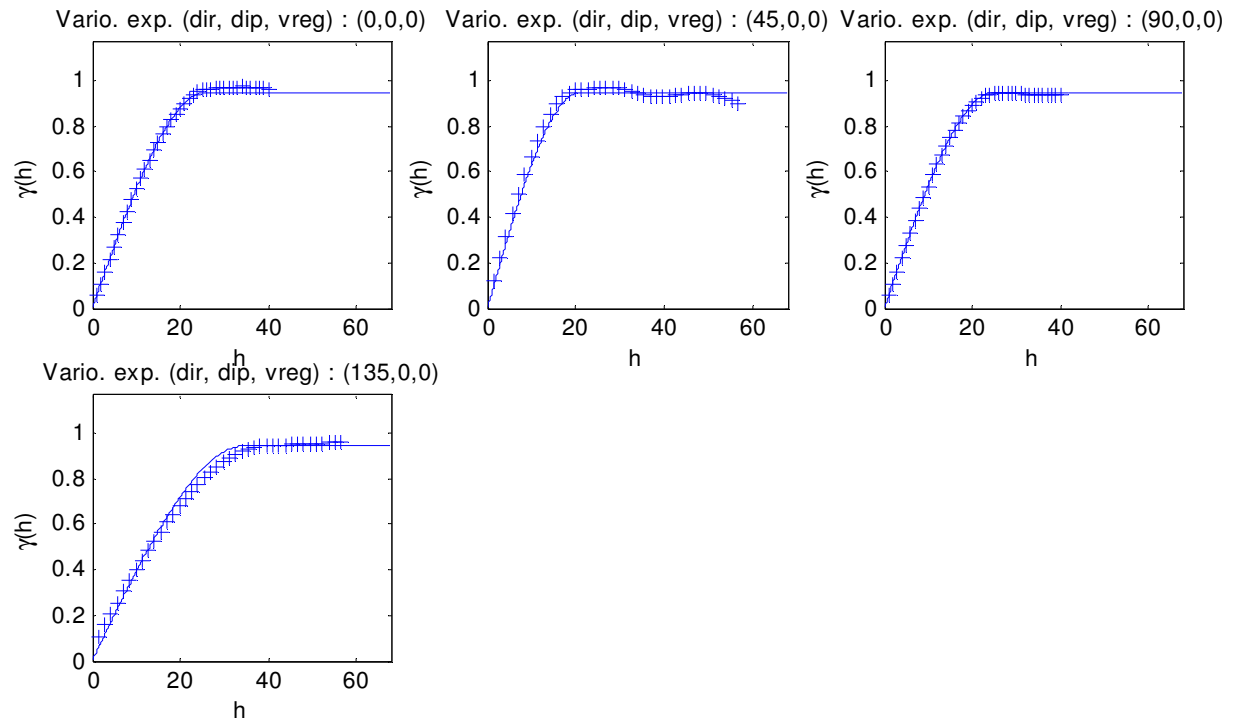 Vario. exp. (dir, dip, vreg) : (0,0,0)
Vario. exp. (dir, dip, vreg) : (45,0,0)
Vario. exp. (dir, dip, vreg) : (90,0,0)
1
0.8
0.6
0.4
0.2
0
γ(h)
0 20 40 60
h
1
0.8
0.6
0.4
0.2
0
γ(h)
0 20 40 60
h
1
0.8
0.6
0.4
0.2
0
γ(h)
0 20 40 60
h
Vario. exp. (dir, dip, vreg) : (135,0,0)
1
0.8
0.6
0.4
0.2
0
γ(h)
0 20 40 60
h